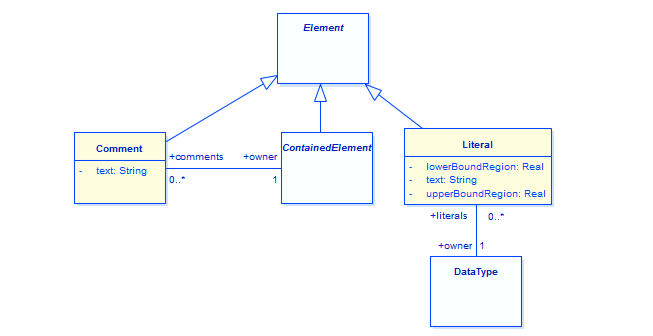 Element
Comment
- text: String
+comments
+owner
0..*
1
ContainedElement
Literal
- lowerBoundRegion: Real
- text: String
- upperBoundRegion: Real
+literals
0..*
+owner
1
DataType